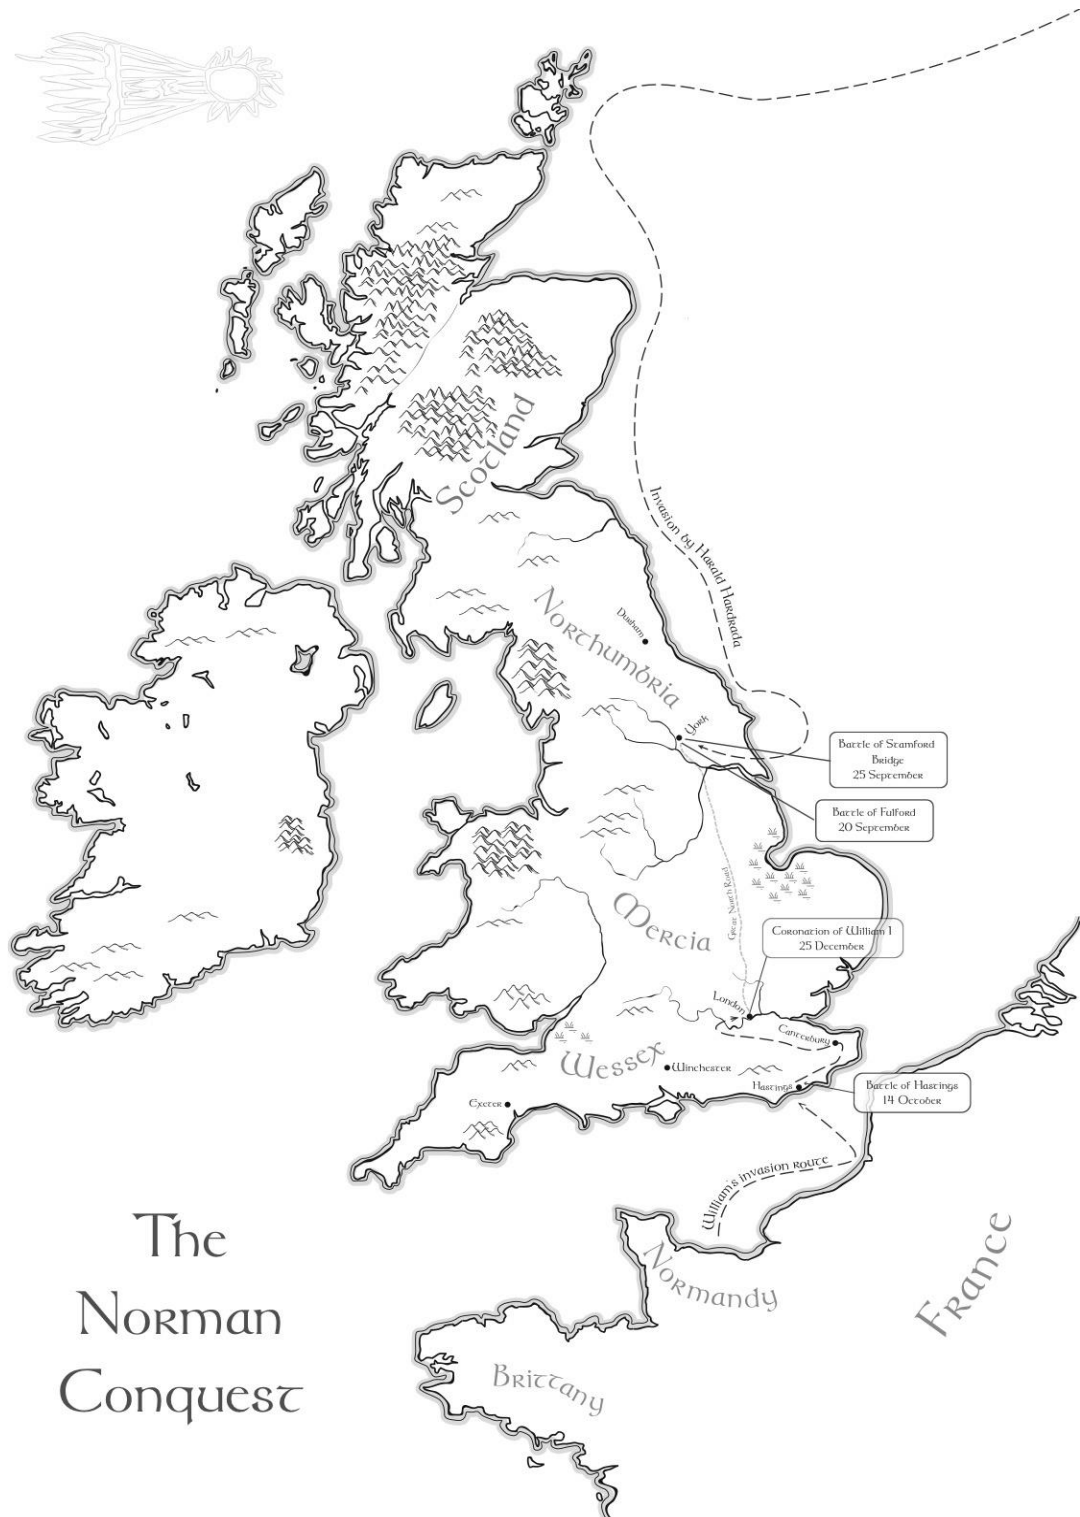 Scotland
Invasion by Harald Hardrada
Northumbria
Durham
York
Battle of Stamford
Bridge
25 September
Battle of Fulford
20 September
Great North Road
Mercia
Coronation of William I
25 December
London
Canterbury
Wessex
Winchester
Hastings
Battle of Hastings
14 October
Exeter
William's invasion route
The
Norman
Conquest
Normandy
France
Brittany